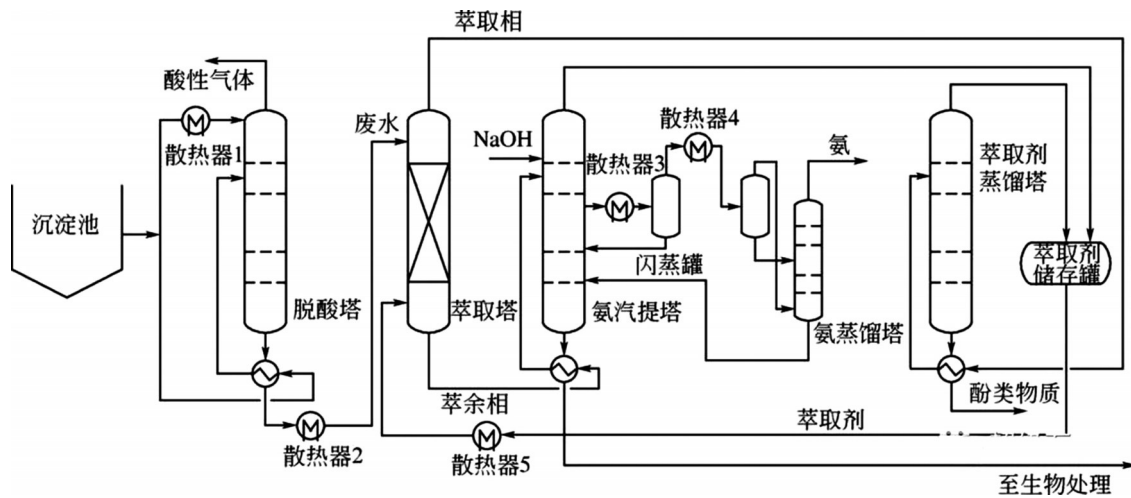 萃取相
酸性气体
散热器1
废水
NaOH
散热器3
散热器4
氨
萃取剂
蒸馏塔
沉淀池
萃取剂
储存罐
闪蒸罐
脱酸塔
萃取塔
氨汽提塔
氨蒸馏塔
酚类物质
萃余相
萃取剂
散热器2
散热器5
至生物处理